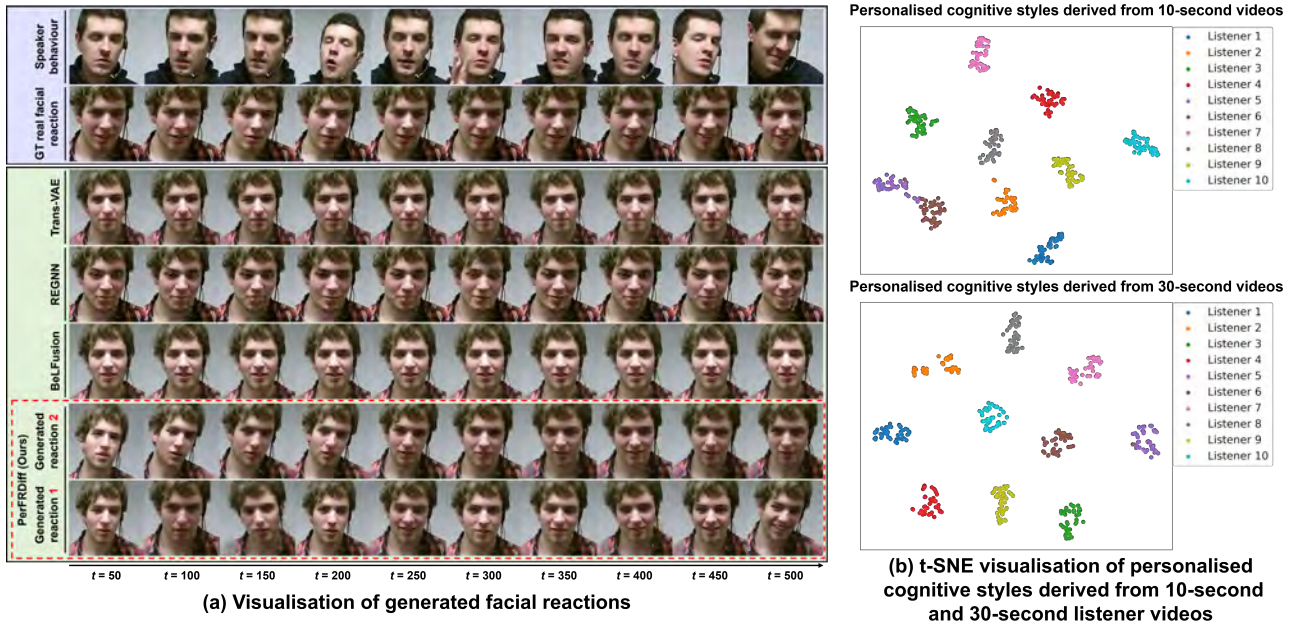 Speaker
behaviour
GT real facial
reaction
Trans-VAE
REGNN
BeLFusion
PerFRDiff (Ours)
Generated
reaction 2
Generated
reaction 1
t = 50
t = 100
t = 150
t = 200
t = 250
t = 300
t = 350
t = 400
t = 450
t = 500
(a) Visualisation of generated facial reactions
Personalised cognitive styles derived from 10-second videos
Listener 1
Listener 2
Listener 3
Listener 4
Listener 5
Listener 6
Listener 7
Listener 8
Listener 9
Listener 10
Personalised cognitive styles derived from 30-second videos
Listener 1
Listener 2
Listener 3
Listener 4
Listener 5
Listener 6
Listener 7
Listener 8
Listener 9
Listener 10
(b) t-SNE visualisation of personalised
cognitive styles derived from 10-second
and 30-second listener videos